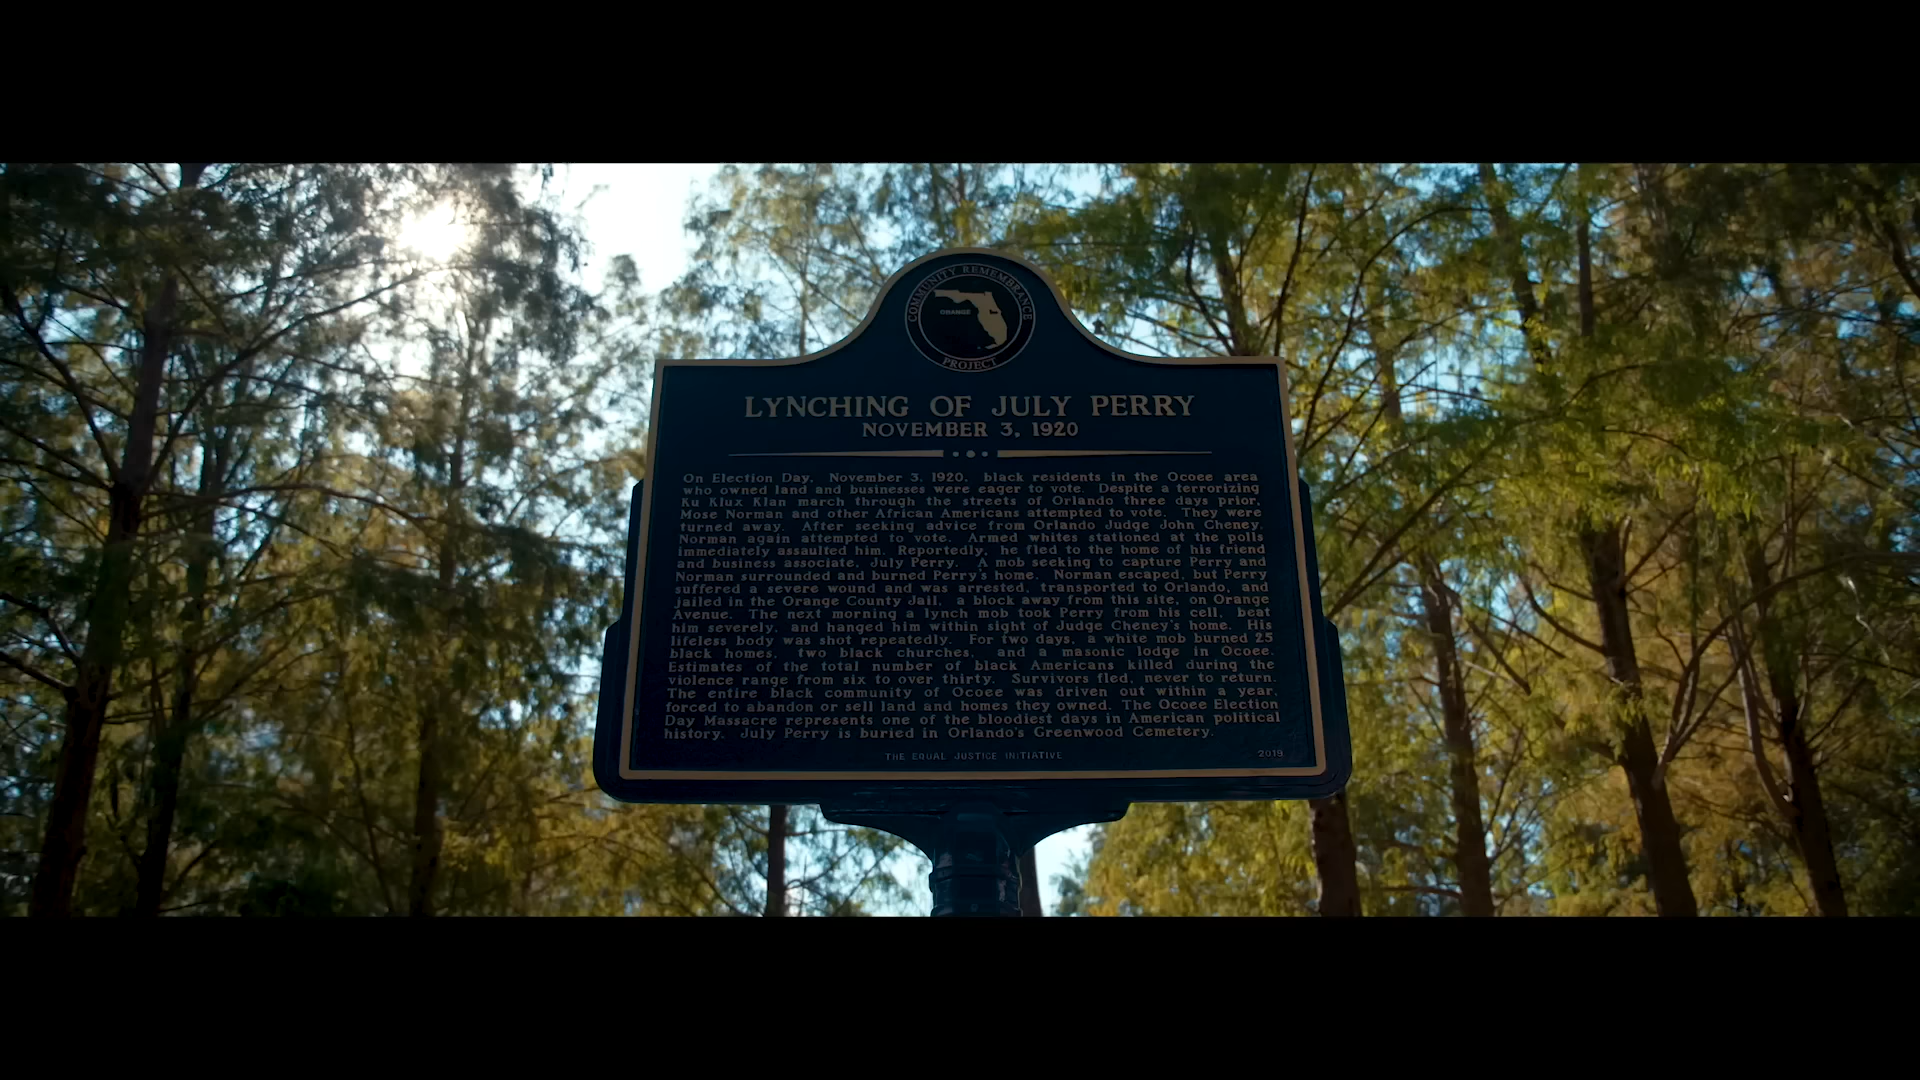 COMMUNITY REMEMBRANCE
ORANGE
PROJECT
LYNCHING OF JULY PERRY
NOVEMBER 3, 1920
On Election Day, November 3, 1920, black residents in the Ocoee area
who owned land and businesses were eager to vote. Despite a terrorizing
Ku Klux Klan march through the streets of Orlando three days prior,
Mose Norman and other African Americans attempted to vote. They were
turned away. After seeking advice from Orlando Judge John Cheney,
Norman again attempted to vote. Armed whites stationed at the polls
immediately assaulted him. Reportedly, he fled to the home of his friend
and business associate, July Perry. A mob seeking to capture Perry and
Norman surrounded and burned Perry's home. Norman escaped, but Perry
suffered a severe wound and was arrested, transported to Orlando, and
jailed in the Orange County Jail, a block away from this site, on Orange
Avenue. The next morning a lynch mob took Perry from his cell, beat
him severely, and hanged him within sight of Judge Cheney's home. His
lifeless body was shot repeatedly. For two days, a white mob burned 25
black homes, two black churches, and a masonic lodge in Ocoee.
Estimates of the total number of black Americans killed during the
violence range from six to over thirty. Survivors fled, never to return.
The entire black community of Ocoee was driven out within a year,
forced to abandon or sell land and homes they owned. The Ocoee Election
Day Massacre represents one of the bloodiest days in American political
history. July Perry is buried in Orlando's Greenwood Cemetery.
THE EQUAL JUSTICE INITIATIVE
2019